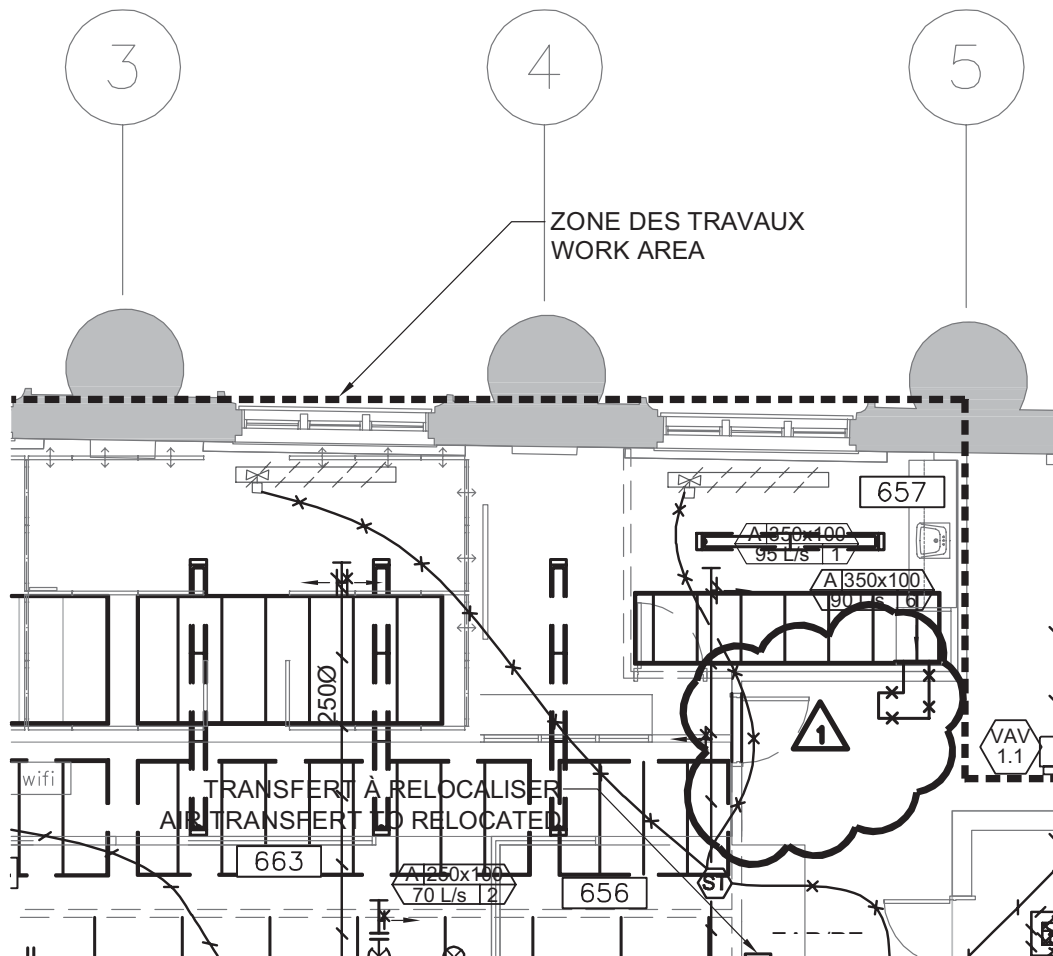 3
4
5
ZONE DES TRAVAUX
WORK AREA
657
A 350x100
95 L/s 1
A 350x100
90 L/s 6
250Ø
1
VAV
1.1
wifi
TRANSFERT À RELOCALISER
AIR TRANSFERT TO RELOCATED
663
A 250x100
70 L/s 2
656
ST